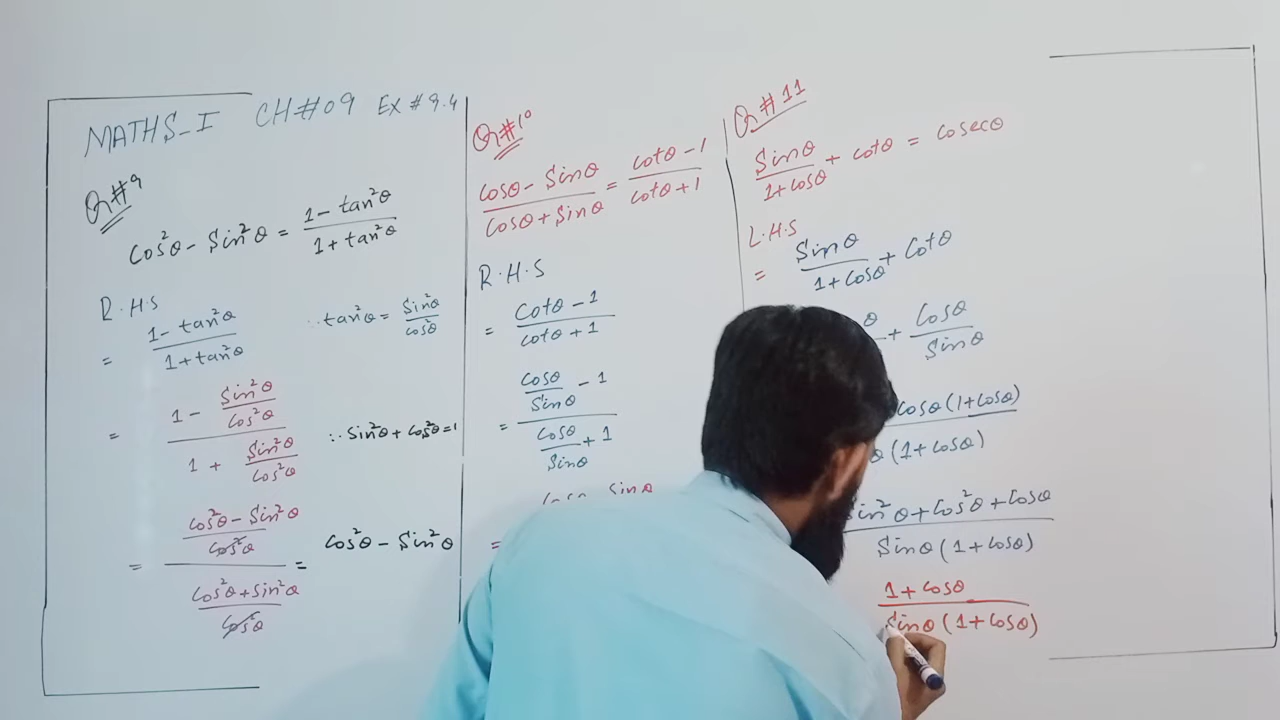 MATHS-I CH#09 EX # 9.4
Q#9
cos²θ - Sin²θ = (1 - tan²θ)/(1 + tan²θ)
R.H.S
= (1 - tan²θ)/(1 + tan²θ) ∵ tan²θ = Sin²θ/cos²θ
= (1 - Sin²θ/cos²θ)/(1 + Sin²θ/cos²θ) ∵ Sin²θ + cos²θ = 1
= ((cos²θ - Sin²θ)/cos²θ)/((cos²θ + sin²θ)/cos²θ) = cos²θ - Sin²θ
Q#10
(cosθ - Sinθ)/(cosθ + Sinθ) = (cotθ - 1)/(cotθ + 1)
R.H.S
= (cotθ - 1)/(cotθ + 1)
= (cosθ/Sinθ - 1)/(cosθ/Sinθ + 1)
=
Q#11
Sinθ/(1 + cosθ) + cotθ = cosecθ
L.H.S
= Sinθ/(1 + cosθ) + Cotθ
θ + Cosθ/Sinθ
cosθ(1 + cosθ)
θ(1 + cosθ)
(Sin²θ + cos²θ + cosθ)/(Sinθ(1 + cosθ))
(1 + cosθ)/(Sinθ(1 + cosθ))